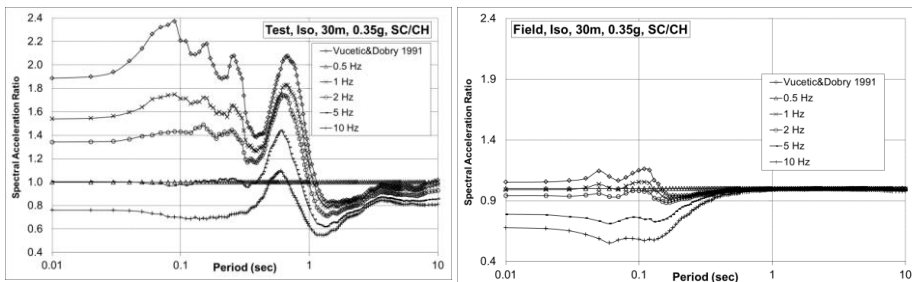 Test, Iso, 30m, 0.35g, SC/CH
Spectral Acceleration Ratio
2.4
2.2
2.0
1.8
1.6
1.4
1.2
1.0
0.8
0.6
0.4
Vucetic&Dobry 1991
0.5 Hz
1 Hz
2 Hz
5 Hz
10 Hz
0.01
0.1
1
10
Period (sec)
Field, Iso, 30m, 0.35g, SC/CH
Spectral Acceleration Ratio
2.4
1.9
1.4
0.9
0.4
Vucetic&Dobry 1991
0.5 Hz
1 Hz
2 Hz
5 Hz
10 Hz
0.01
0.1
1
10
Period (sec)